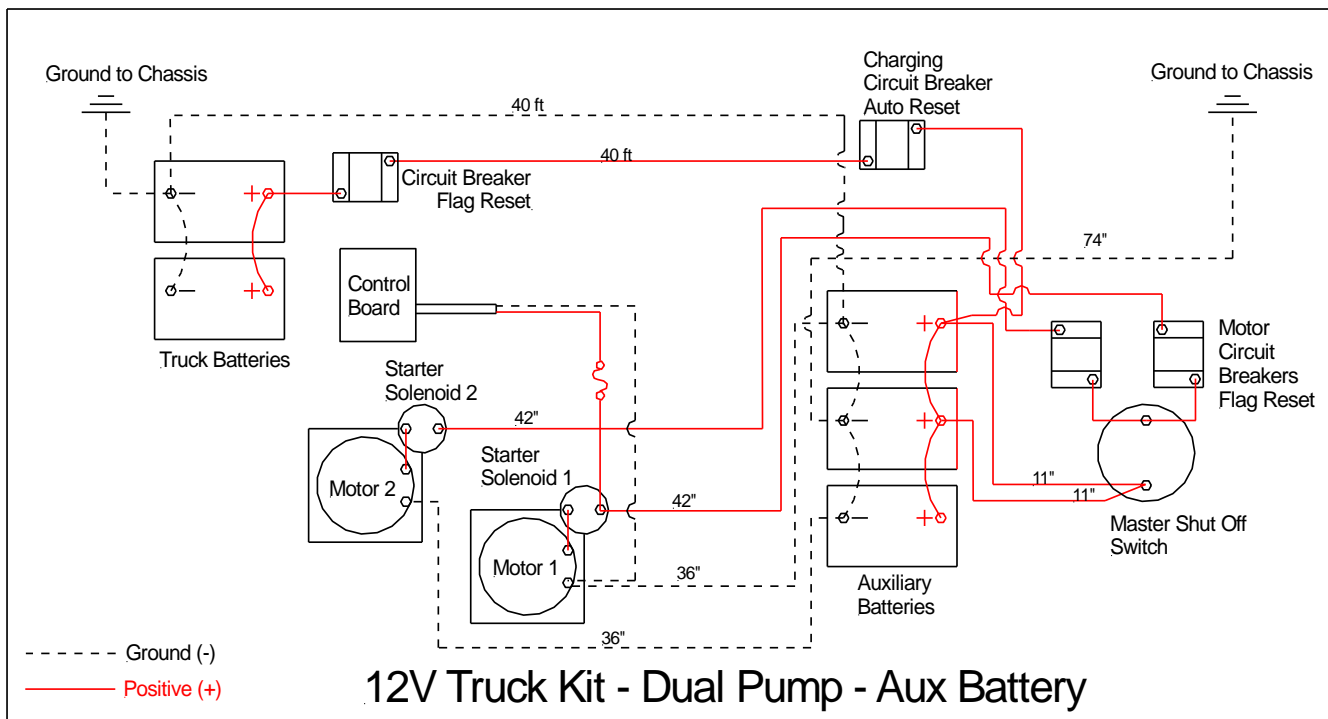 Ground to Chassis
40 ft
Charging
Circuit Breaker
Auto Reset
Ground to Chassis
40 ft
Circuit Breaker
Flag Reset
74"
Control
Board
Truck Batteries
Motor
Circuit
Breakers
Flag Reset
Starter
Solenoid 2
42"
Starter
Solenoid 1
42"
Motor 2
11"
11"
Master Shut Off
Switch
Motor 1
36"
Auxiliary
Batteries
36"
Ground (-)
Positive (+)
12V Truck Kit - Dual Pump - Aux Battery